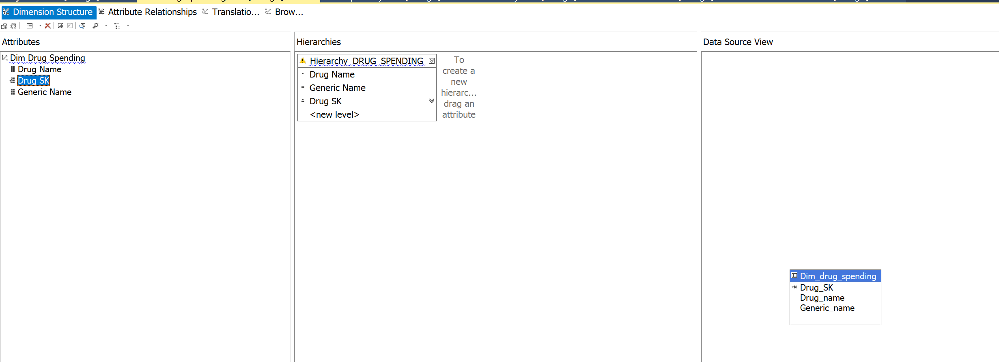 Dimension Structure Attribute Relationships Translatio... Brow...
Attributes
Dim Drug Spending
Drug Name
Drug SK
Generic Name
Hierarchies
Hierarchy_DRUG_SPENDING
Drug Name
Generic Name
Drug SK
<new level>
To
create a
new
hierarc...
drag an
attribute
Data Source View
Dim_drug_spending
Drug_SK
Drug_name
Generic_name